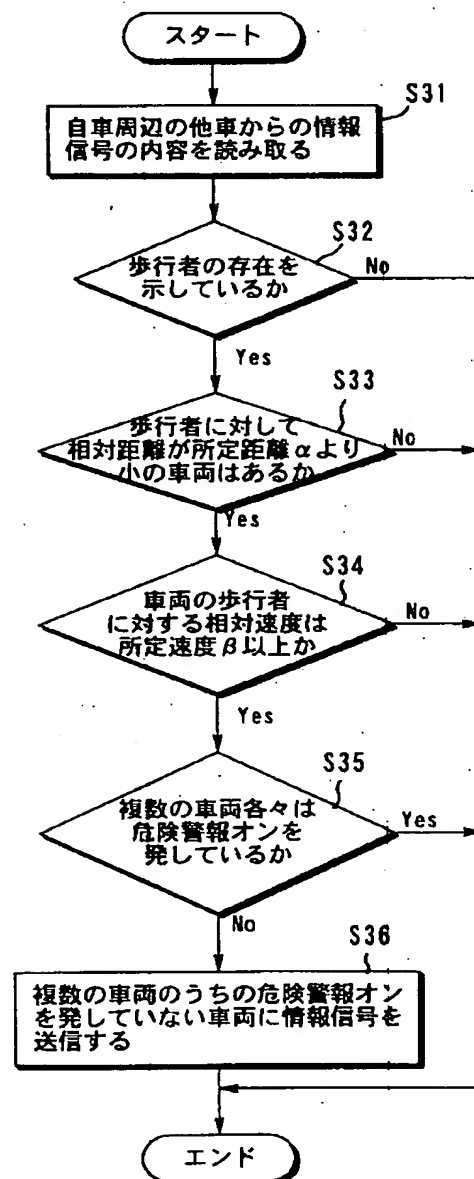 スタート
S31
自車周辺の他車からの情報
信号の内容を読み取る
S32
歩行者の存在を
示しているか
No
Yes
S33
歩行者に対して
相対距離が所定距離αより
小の車両はあるか
No
Yes
S34
車両の歩行者
に対する相対速度は
所定速度β以上か
No
Yes
S35
複数の車両各々は
危険警報オンを
発しているか
Yes
No
S36
複数の車両のうちの危険警報オン
を発していない車両に情報信号を
送信する
エンド